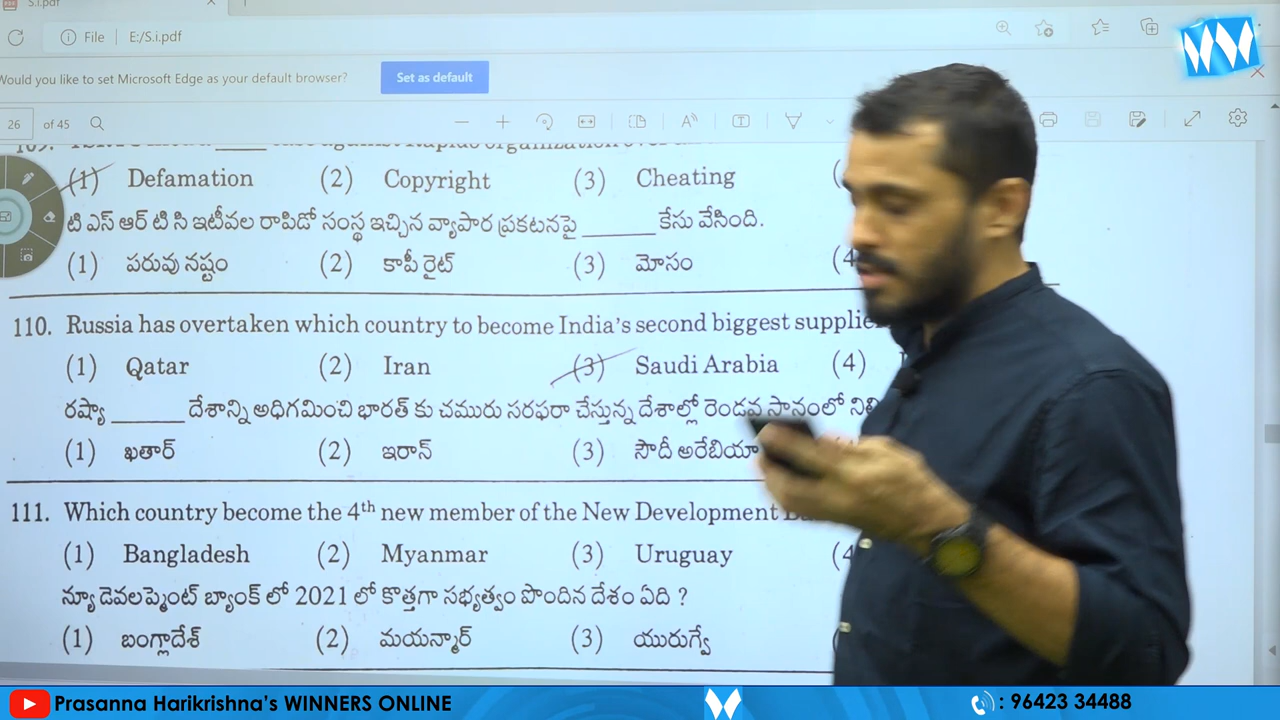 S.i.pdf
File E:/S.i.pdf
Would you like to set Microsoft Edge as your default browser? Set as default
26 of 45
(1) Defamation (2) Copyright (3) Cheating
టి ఎస్ ఆర్ టి సి ఇటీవల రాపిడో సంస్థ ఇచ్చిన వ్యాపార ప్రకటనపై ______ కేసు వేసింది.
(1) పరువు నష్టం (2) కాపీ రైట్ (3) మోసం (4
110. Russia has overtaken which country to become India's second biggest supplie
(1) Qatar (2) Iran (3) Saudi Arabia (4)
రష్యా ______ దేశాన్ని అధిగమించి భారత్ కు చమురు సరఫరా చేస్తున్న దేశాల్లో రెండవ స్థానంలో
(1) ఖతార్ (2) ఇరాన్ (3) సౌదీ అరేబియా
111. Which country become the 4th new member of the New Development
(1) Bangladesh (2) Myanmar (3) Uruguay (4
న్యూ డెవలప్మెంట్ బ్యాంక్ లో 2021 లో కొత్తగా సభ్యత్వం పొందిన దేశం ఏది ?
(1) బంగ్లాదేశ్ (2) మయన్మార్ (3) యురుగ్వే
Prasanna Harikrishna's WINNERS ONLINE : 96423 34488